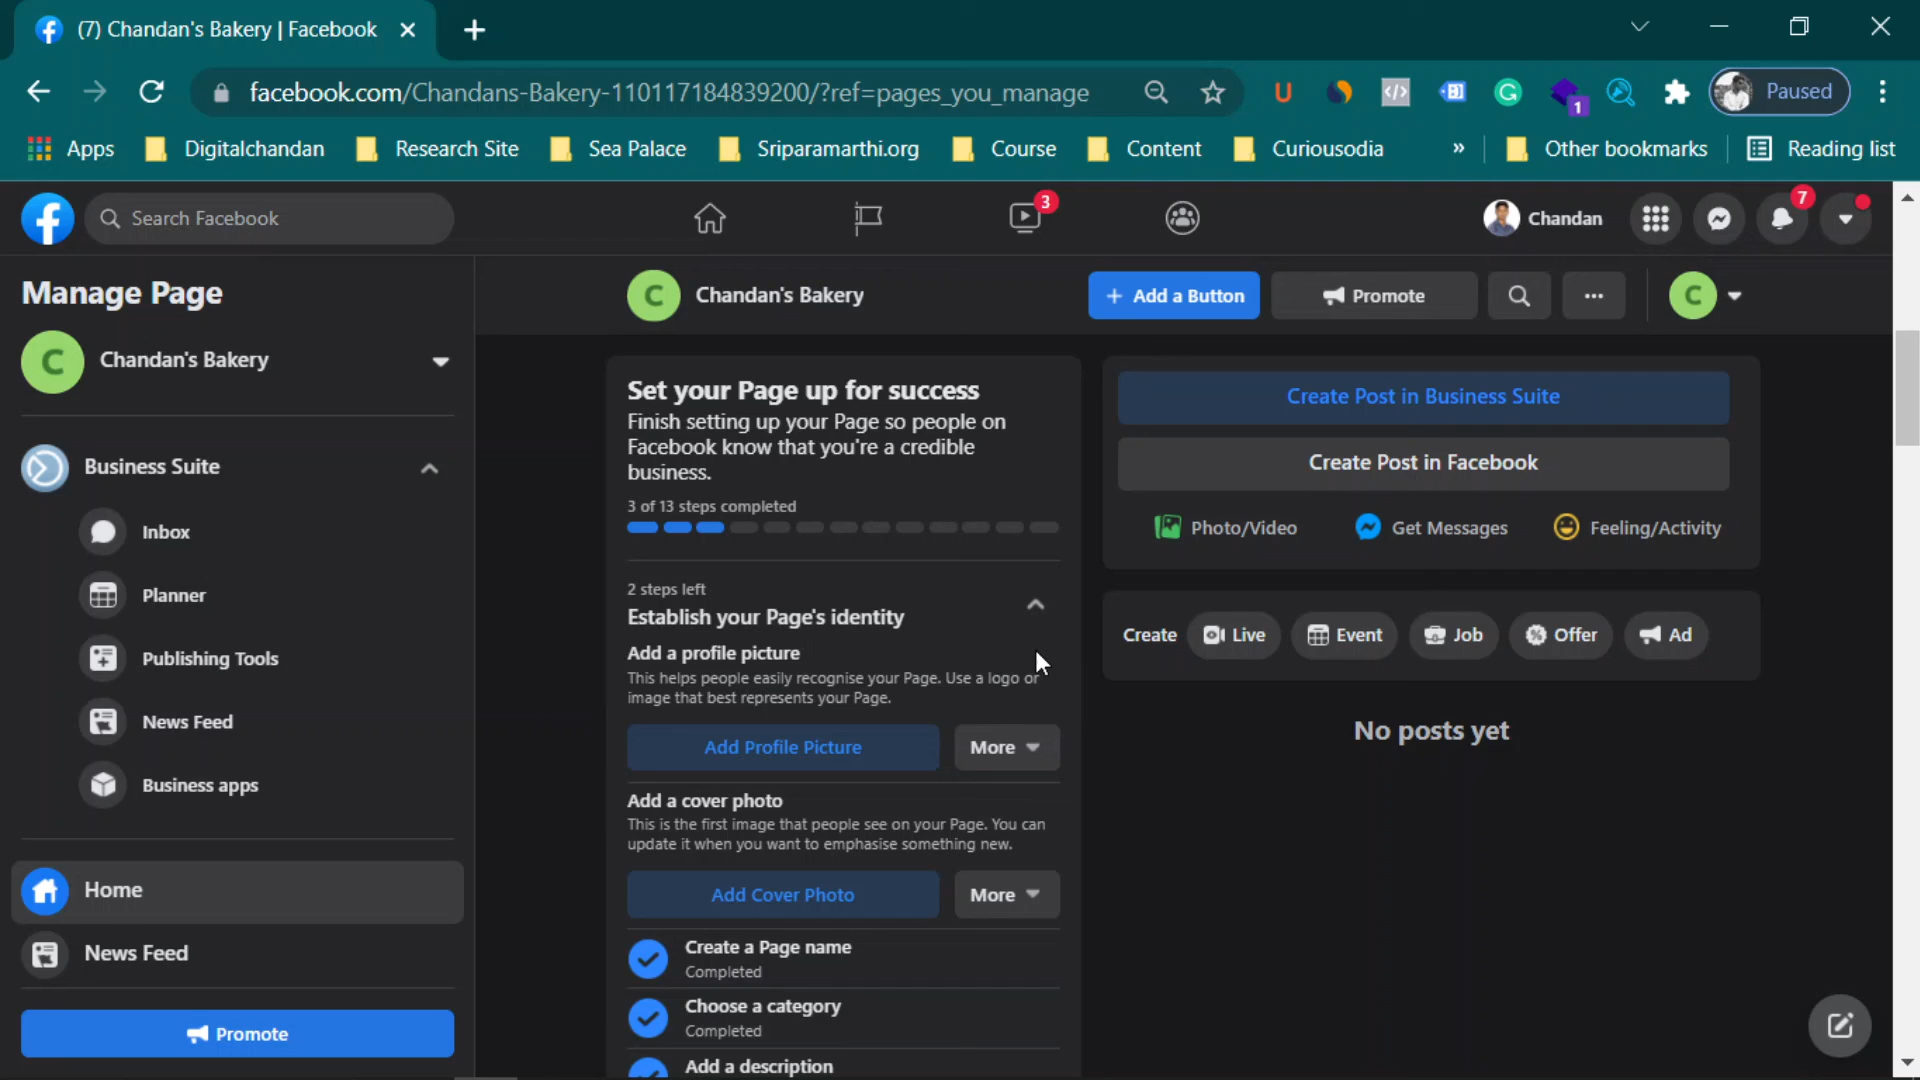 (7) Chandan's Bakery | Facebook
facebook.com/Chandans-Bakery-110117184839200/?ref=pages_you_manage
U
1
Paused
Apps
Digitalchandan
Research Site
Sea Palace
Sriparamarthi.org
Course
Content
Curiousodia
»
Other bookmarks
Reading list
Search Facebook
3
Chandan
7
Manage Page
C Chandan's Bakery
Business Suite
Inbox
Planner
Publishing Tools
News Feed
Business apps
Home
News Feed
Promote
C Chandan's Bakery
+ Add a Button
Promote
C
Set your Page up for success
Finish setting up your Page so people on
Facebook know that you're a credible
business.
3 of 13 steps completed
2 steps left
Establish your Page's identity
Add a profile picture
This helps people easily recognise your Page. Use a logo or
image that best represents your Page.
Add Profile Picture
More
Add a cover photo
This is the first image that people see on your Page. You can
update it when you want to emphasise something new.
Add Cover Photo
More
Create a Page name
Completed
Choose a category
Completed
Add a description
Create Post in Business Suite
Create Post in Facebook
Photo/Video
Get Messages
Feeling/Activity
Create
Live
Event
Job
Offer
Ad
No posts yet